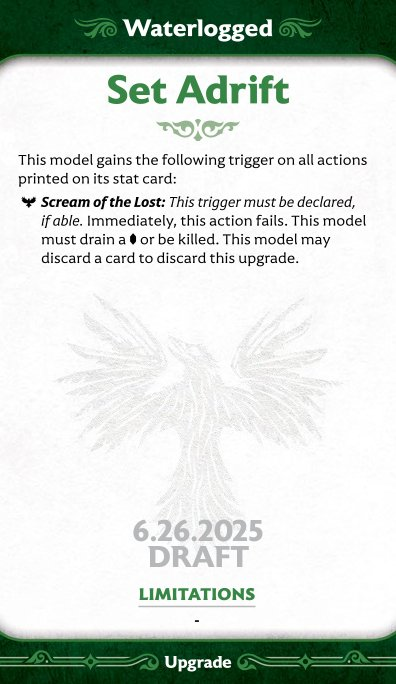 Waterlogged
Set Adrift
This model gains the following trigger on all actions
printed on its stat card:
Scream of the Lost: This trigger must be declared,
if able. Immediately, this action fails. This model
must drain a or be killed. This model may
discard a card to discard this upgrade.
6.26.2025
DRAFT
LIMITATIONS
-
Upgrade